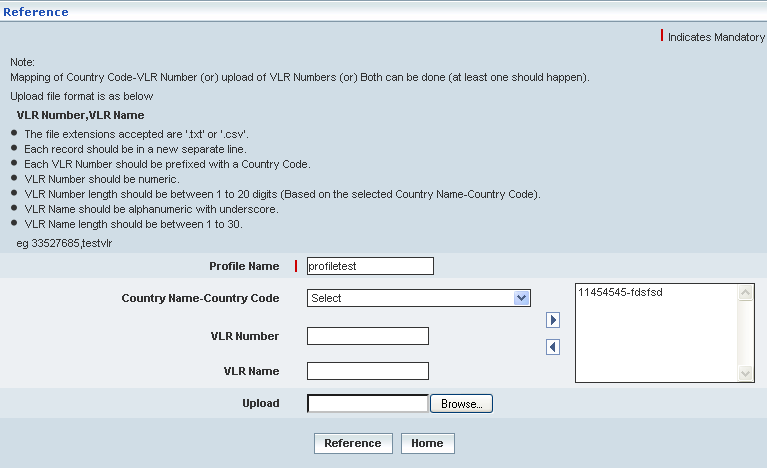 Reference
Indicates Mandatory
Note:
Mapping of Country Code-VLR Number (or) upload of VLR Numbers (or) Both can be done (at least one should happen).
Upload file format is as below
VLR Number,VLR Name
The file extensions accepted are '.txt' or '.csv'.
Each record should be in a new separate line.
Each VLR Number should be prefixed with a Country Code.
VLR Number should be numeric.
VLR Number length should be between 1 to 20 digits (Based on the selected Country Name-Country Code).
VLR Name should be alphanumeric with underscore.
VLR Name length should be between 1 to 30.
eg 33527685,testvlr
Profile Name profiletest
Country Name-Country Code Select
11454545-fdsfsd
VLR Number
VLR Name
Upload Browse...
Reference Home